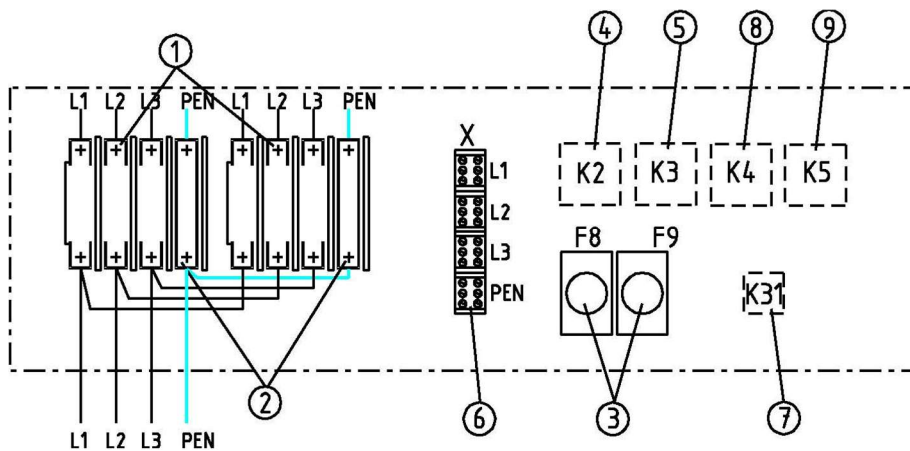 4 5 8 9
1
L1 L2 L3 PEN L1 L2 L3 PEN
X
L1
L2
L3
PEN
K2 K3 K4 K5
F8 F9
K31
2 6 3 7
L1 L2 L3 PEN